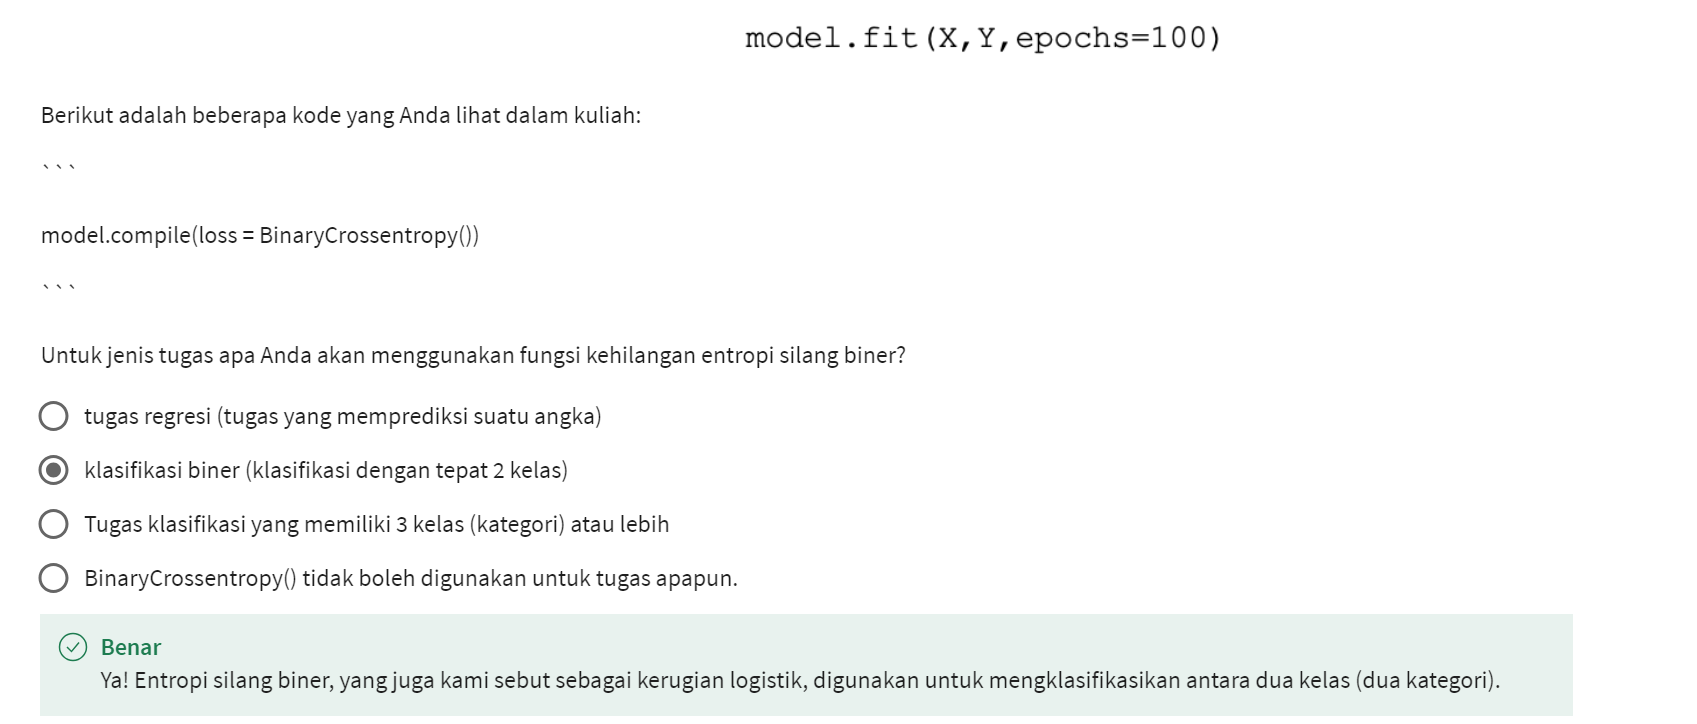 model.fit(X,Y,epochs=100)
Berikut adalah beberapa kode yang Anda lihat dalam kuliah:
```
model.compile(loss = BinaryCrossentropy())
```
Untuk jenis tugas apa Anda akan menggunakan fungsi kehilangan entropi silang biner?
tugas regresi (tugas yang memprediksi suatu angka)
klasifikasi biner (klasifikasi dengan tepat 2 kelas)
Tugas klasifikasi yang memiliki 3 kelas (kategori) atau lebih
BinaryCrossentropy() tidak boleh digunakan untuk tugas apapun.
Benar
Ya! Entropi silang biner, yang juga kami sebut sebagai kerugian logistik, digunakan untuk mengklasifikasikan antara dua kelas (dua kategori).